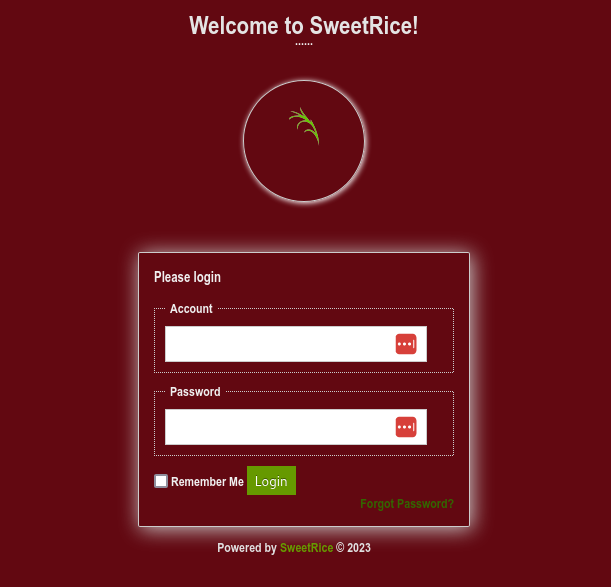 Welcome to SweetRice!
......
Please login
Account
Password
Remember Me Login
Forgot Password?
Powered by SweetRice © 2023